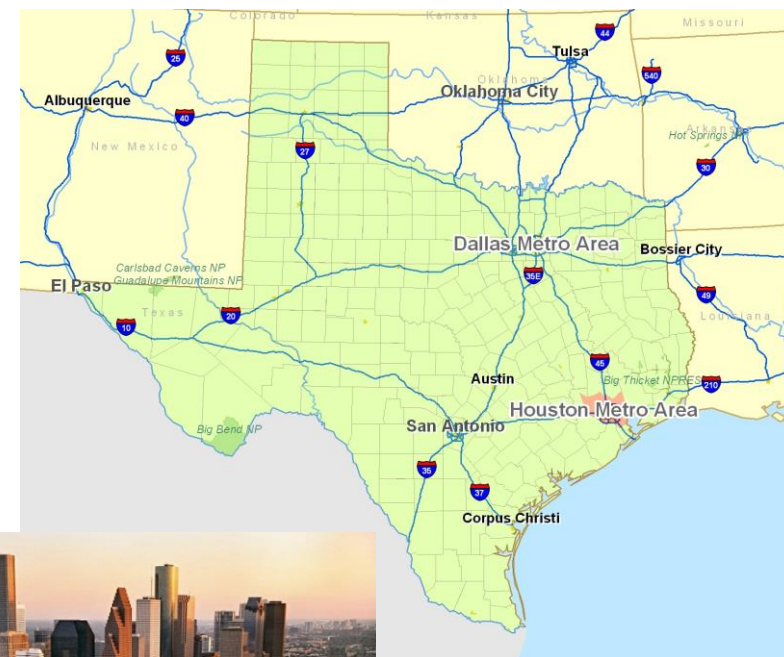 Colorado
Kansas
Missouri
25
44
Tulsa
540
Oklahoma
Albuquerque
40
Oklahoma City
Arkansas
Hot Springs NP
New Mexico
27
30
Dallas Metro Area
Bossier City
Carlsbad Caverns NP
Guadalupe Mountains NP
35E
El Paso
49
Texas
20
10
Louisiana
45
Austin
Big Thicket NPRES
210
Houston Metro Area
San Antonio
Big Bend NP
35
37
Corpus Christi